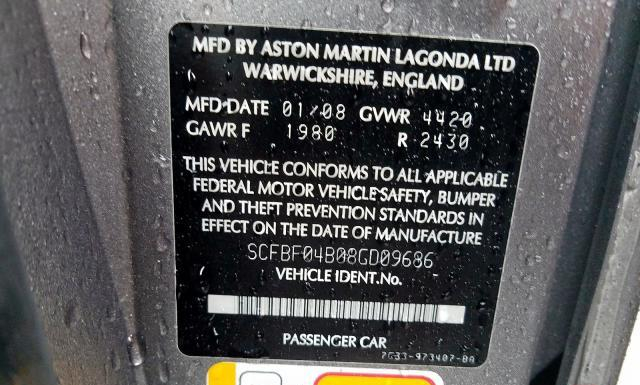 MFD BY ASTON MARTIN LAGONDA LTD
WARWICKSHIRE, ENGLAND
MFD DATE 01/08 GVWR 4420
GAWR F 1980 R 2430
THIS VEHICLE CONFORMS TO ALL APPLICABLE
FEDERAL MOTOR VEHICLE SAFETY, BUMPER
AND THEFT PREVENTION STANDARDS IN
EFFECT ON THE DATE OF MANUFACTURE
SCFBF04B08GD09686
VEHICLE IDENT.No.
PASSENGER CAR
7G33-973407-BA